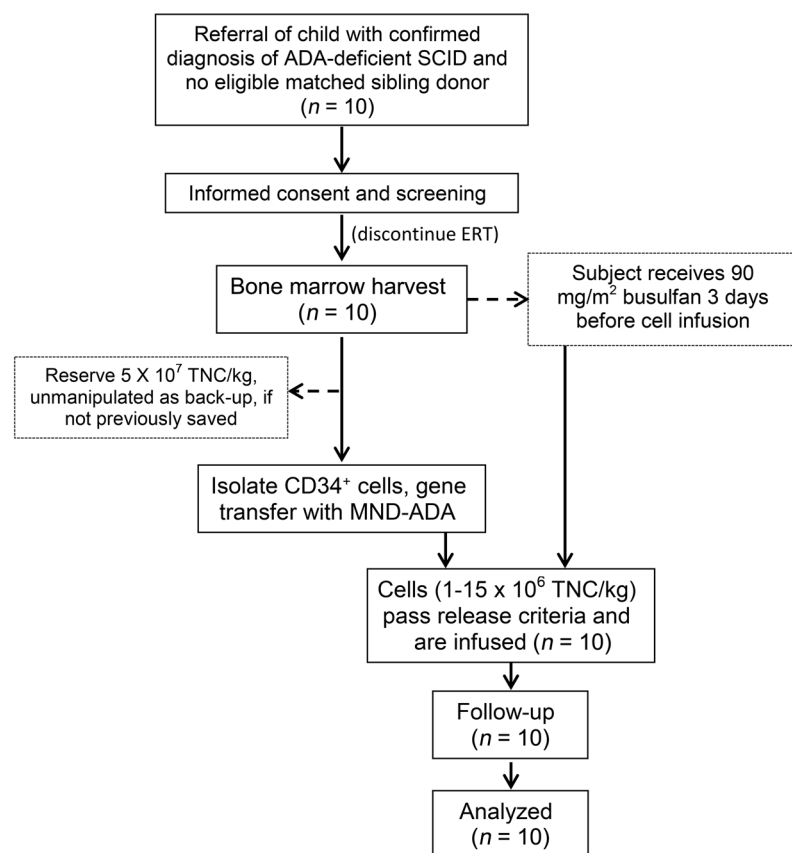 Referral of child with confirmed
diagnosis of ADA-deficient SCID and
no eligible matched sibling donor
(n = 10)
Informed consent and screening
(discontinue ERT)
Bone marrow harvest
(n = 10)
Subject receives 90
mg/m² busulfan 3 days
before cell infusion
Reserve 5 X 10⁷ TNC/kg,
unmanipulated as back-up, if
not previously saved
Isolate CD34⁺ cells, gene
transfer with MND-ADA
Cells (1-15 x 10⁶ TNC/kg)
pass release criteria and
are infused (n = 10)
Follow-up
(n = 10)
Analyzed
(n = 10)